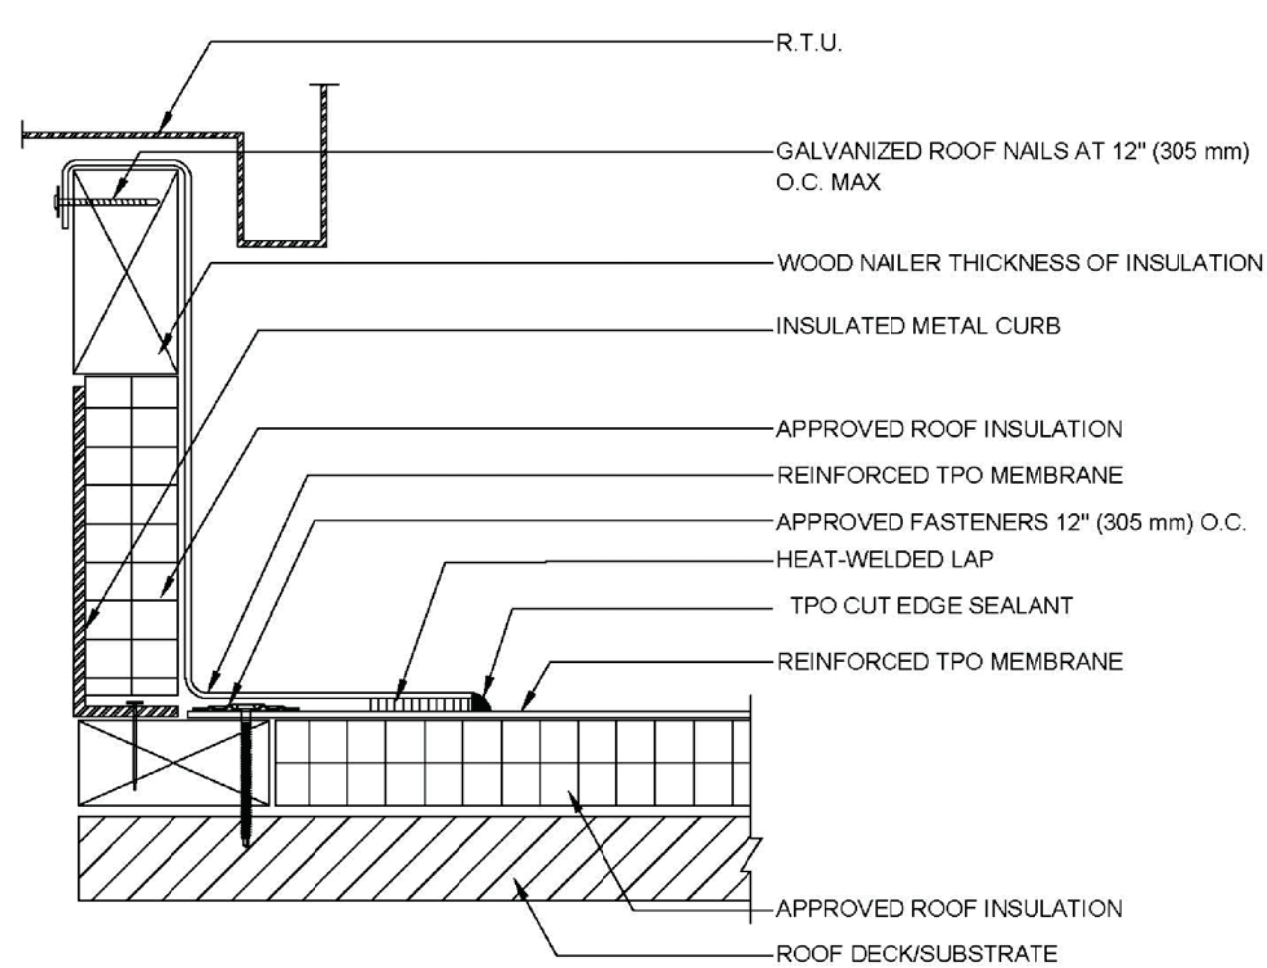 R.T.U.
GALVANIZED ROOF NAILS AT 12" (305 mm)
O.C. MAX
WOOD NAILER THICKNESS OF INSULATION
INSULATED METAL CURB
APPROVED ROOF INSULATION
REINFORCED TPO MEMBRANE
APPROVED FASTENERS 12" (305 mm) O.C.
HEAT-WELDED LAP
TPO CUT EDGE SEALANT
REINFORCED TPO MEMBRANE
APPROVED ROOF INSULATION
ROOF DECK/SUBSTRATE